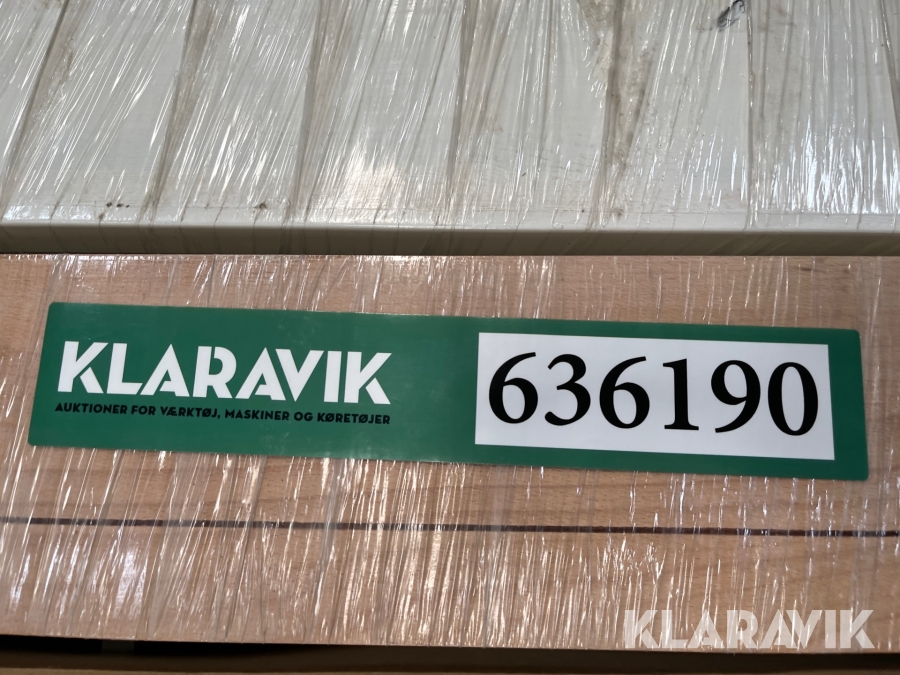 KLARAVIK
AUKTIONER FOR VÆRKTØJ, MASKINER OG KØRETØJER
636190
KLARAVIK